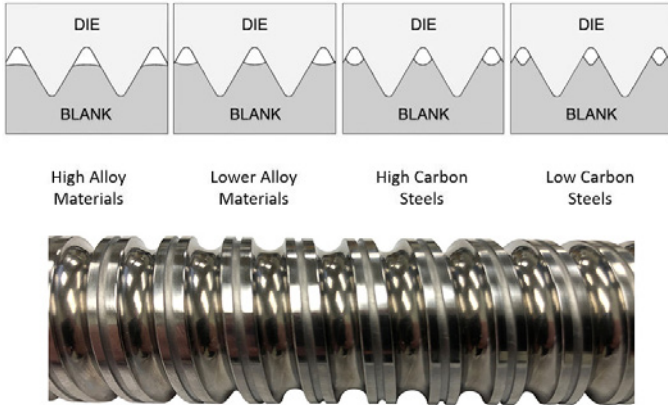 DIE
DIE
DIE
DIE
BLANK
BLANK
BLANK
BLANK
High Alloy
Materials
Lower Alloy
Materials
High Carbon
Steels
Low Carbon
Steels